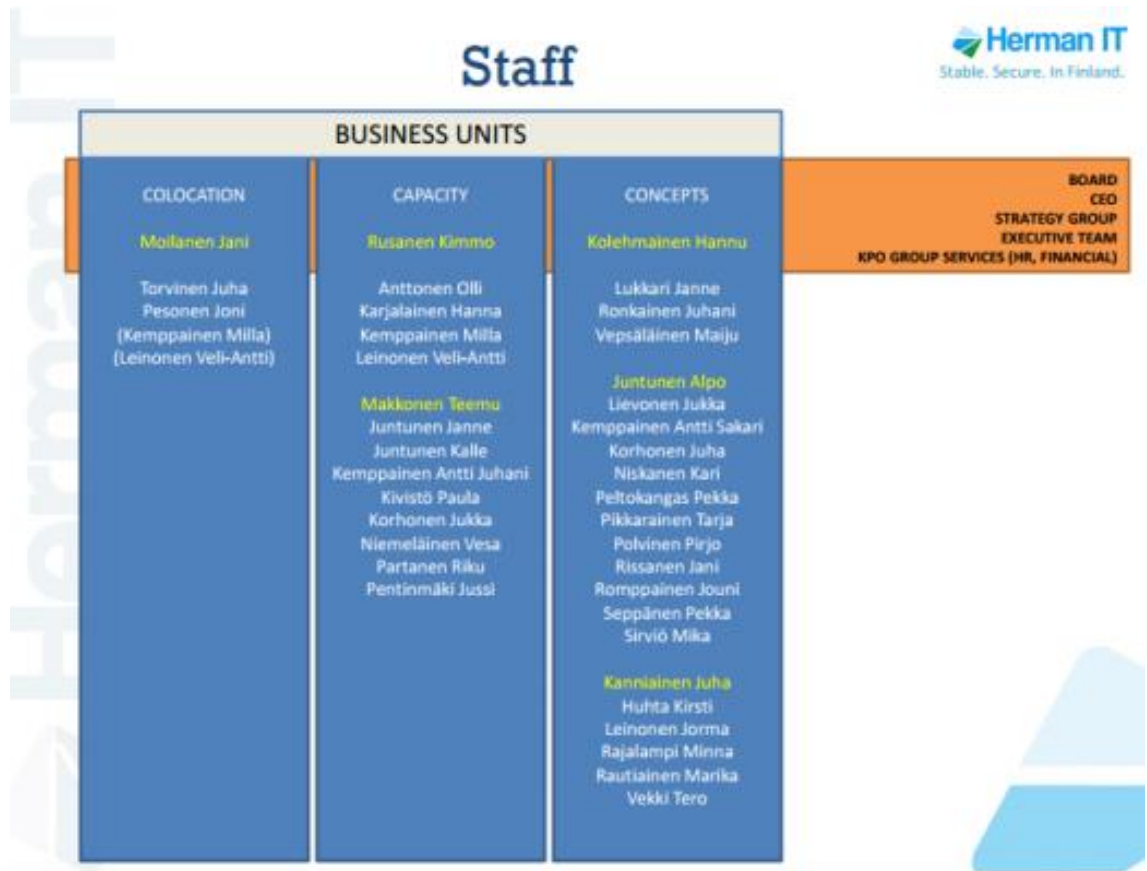 Staff
Herman IT
Stable. Secure. In Finland.
BUSINESS UNITS
COLOCATION
Moilanen Jani
Torvinen Juha
Pesonen Joni
(Kemppainen Milla)
(Leinonen Veli-Antti)
CAPACITY
Rusanen Kimmo
Anttonen Olli
Karjalainen Hanna
Kemppainen Milla
Leinonen Veli-Antti
Makkonen Teemu
Juntunen Janne
Juntunen Kalle
Kemppainen Antti Juhani
Kivistö Paula
Korhonen Jukka
Niemeläinen Vesa
Partanen Riku
Pentinmäki Jussi
CONCEPTS
Kolehmainen Hannu
Lukkari Janne
Ronkainen Juhani
Vepsäläinen Maiju
Juntunen Alpo
Lievonen Jukka
Kemppainen Antti Sakari
Korhonen Juha
Niskanen Kari
Peltokangas Pekka
Pikkarainen Tarja
Polvinen Pirjo
Rissanen Jani
Romppainen Jouni
Seppänen Pekka
Sirviö Mika
Kanniainen Juha
Huhta Kirsti
Leinonen Jorma
Rajalampi Minna
Rautiainen Marika
Vekki Tero
BOARD
CEO
STRATEGY GROUP
EXECUTIVE TEAM
KPO GROUP SERVICES (HR, FINANCIAL)
Herman IT